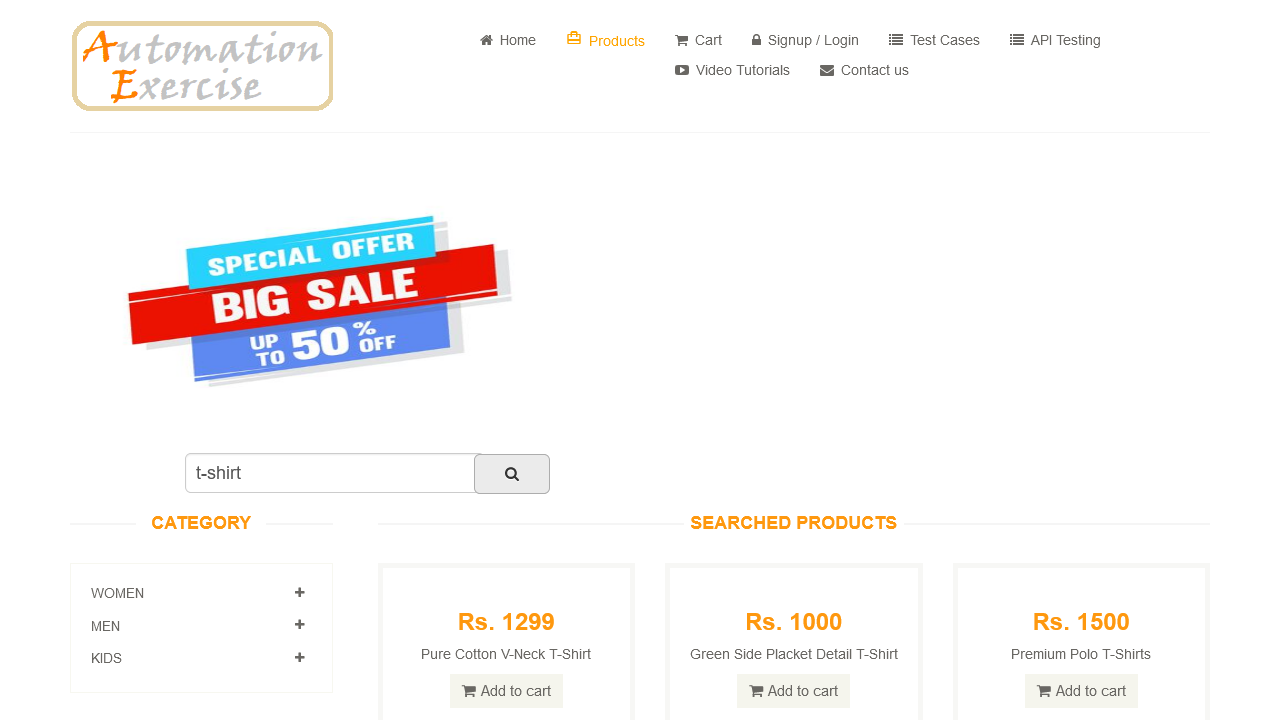 Automation
Exercise
Home
Products
Cart
Signup / Login
Test Cases
API Testing
Video Tutorials
Contact us
SPECIAL OFFER
BIG SALE
UP TO 50% OFF
t-shirt
CATEGORY
SEARCHED PRODUCTS
WOMEN
MEN
KIDS
Rs. 1299
Pure Cotton V-Neck T-Shirt
Add to cart
Rs. 1000
Green Side Placket Detail T-Shirt
Add to cart
Rs. 1500
Premium Polo T-Shirts
Add to cart